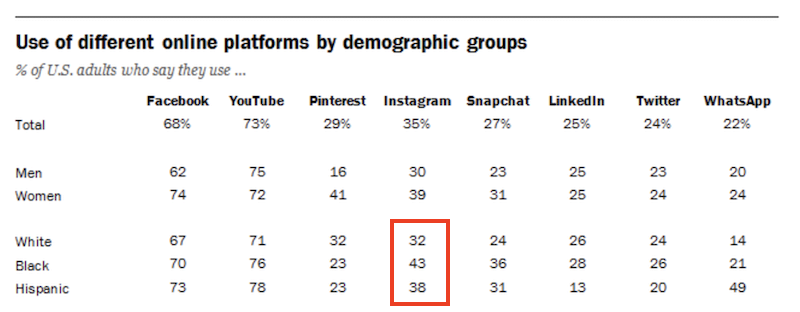 Use of different online platforms by demographic groups
% of U.S. adults who say they use ...
Facebook YouTube Pinterest Instagram Snapchat LinkedIn Twitter WhatsApp
Total 68% 73% 29% 35% 27% 25% 24% 22%
Men 62 75 16 30 23 25 23 20
Women 74 72 41 39 31 25 24 24
White 67 71 32 32 24 26 24 14
Black 70 76 23 43 36 28 26 21
Hispanic 73 78 23 38 31 13 20 49